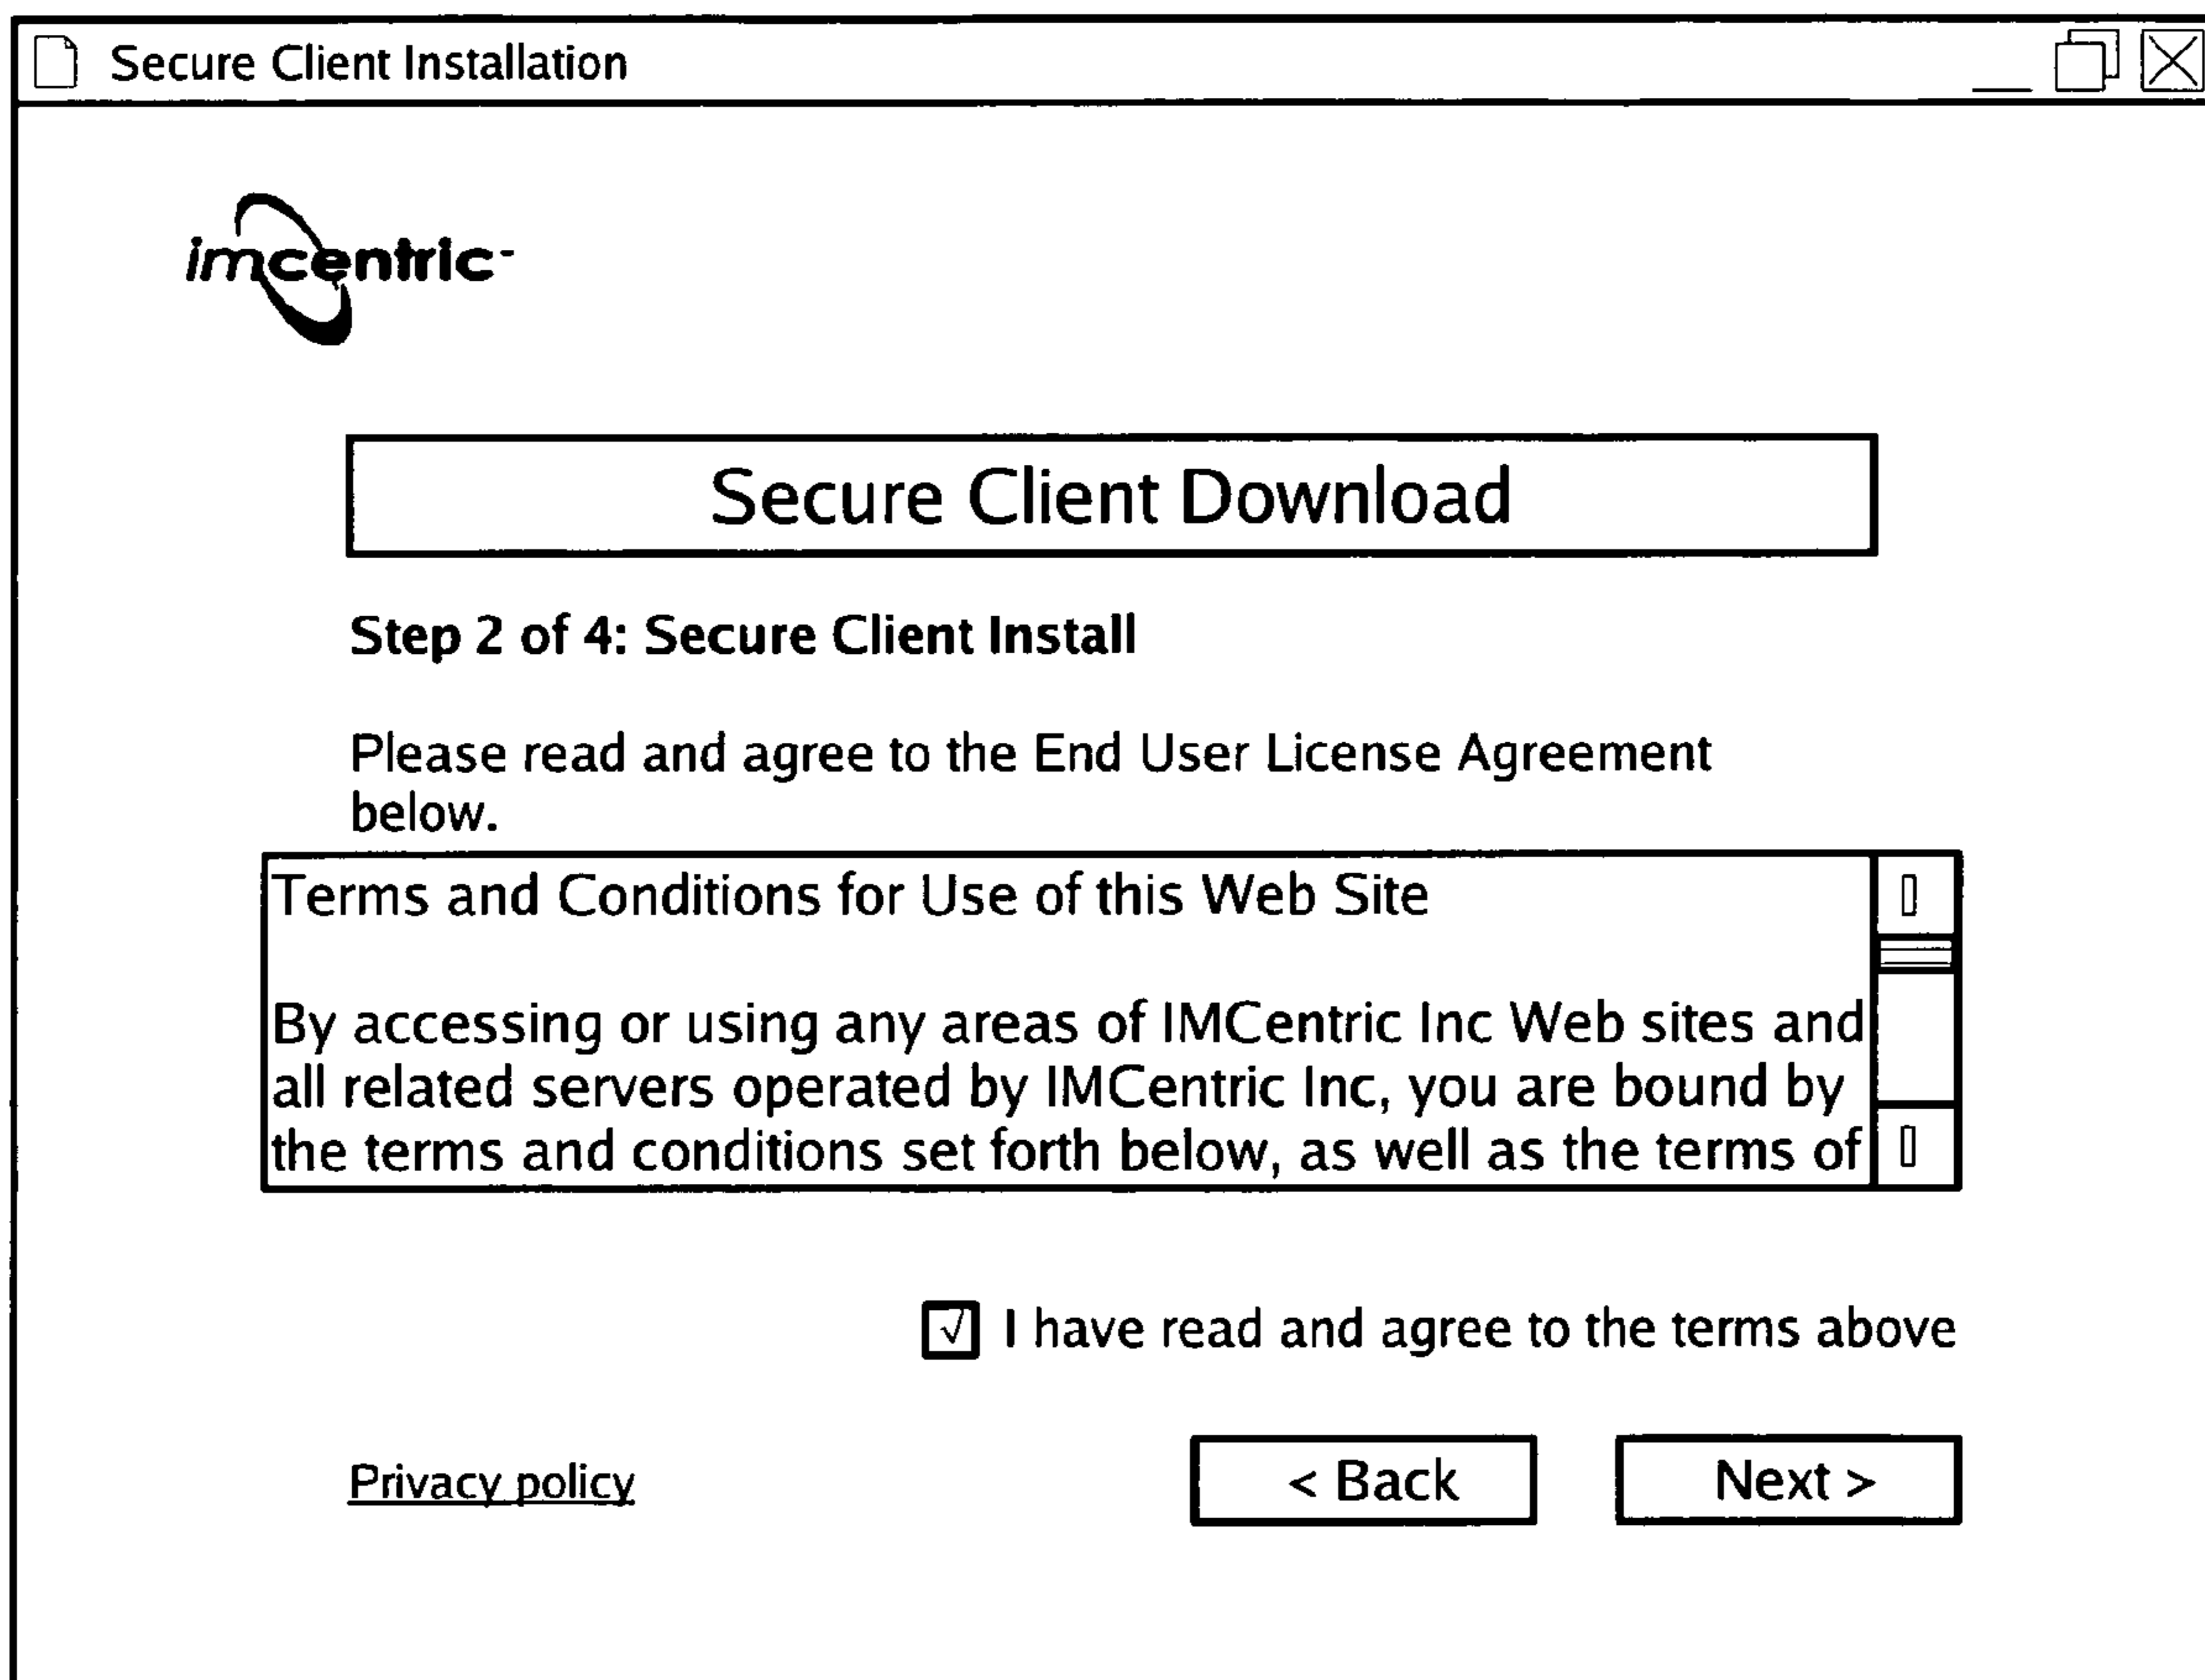 Secure Client Installation
imcentric
Secure Client Download
Step 2 of 4: Secure Client Install
Please read and agree to the End User License Agreement
below.
Terms and Conditions for Use of this Web Site
By accessing or using any areas of IMCentric Inc Web sites and
all related servers operated by IMCentric Inc, you are bound by
the terms and conditions set forth below, as well as the terms of
I have read and agree to the terms above
Privacy policy
< Back
Next >